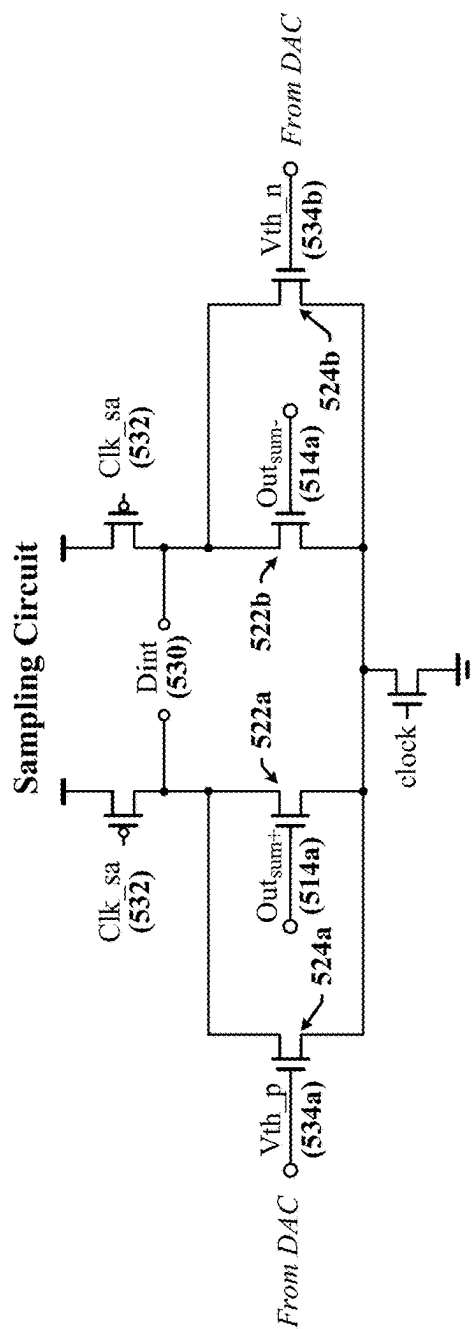 Sampling Circuit
Clk_sa
(532)
Clk_sa
(532)
Dint
(530)
From DAC
Vth_p
(534a)
524a
Outsum+
(514a)
522a
522b
Outsum-
(514a)
524b
Vth_n
(534b)
From DAC
clock